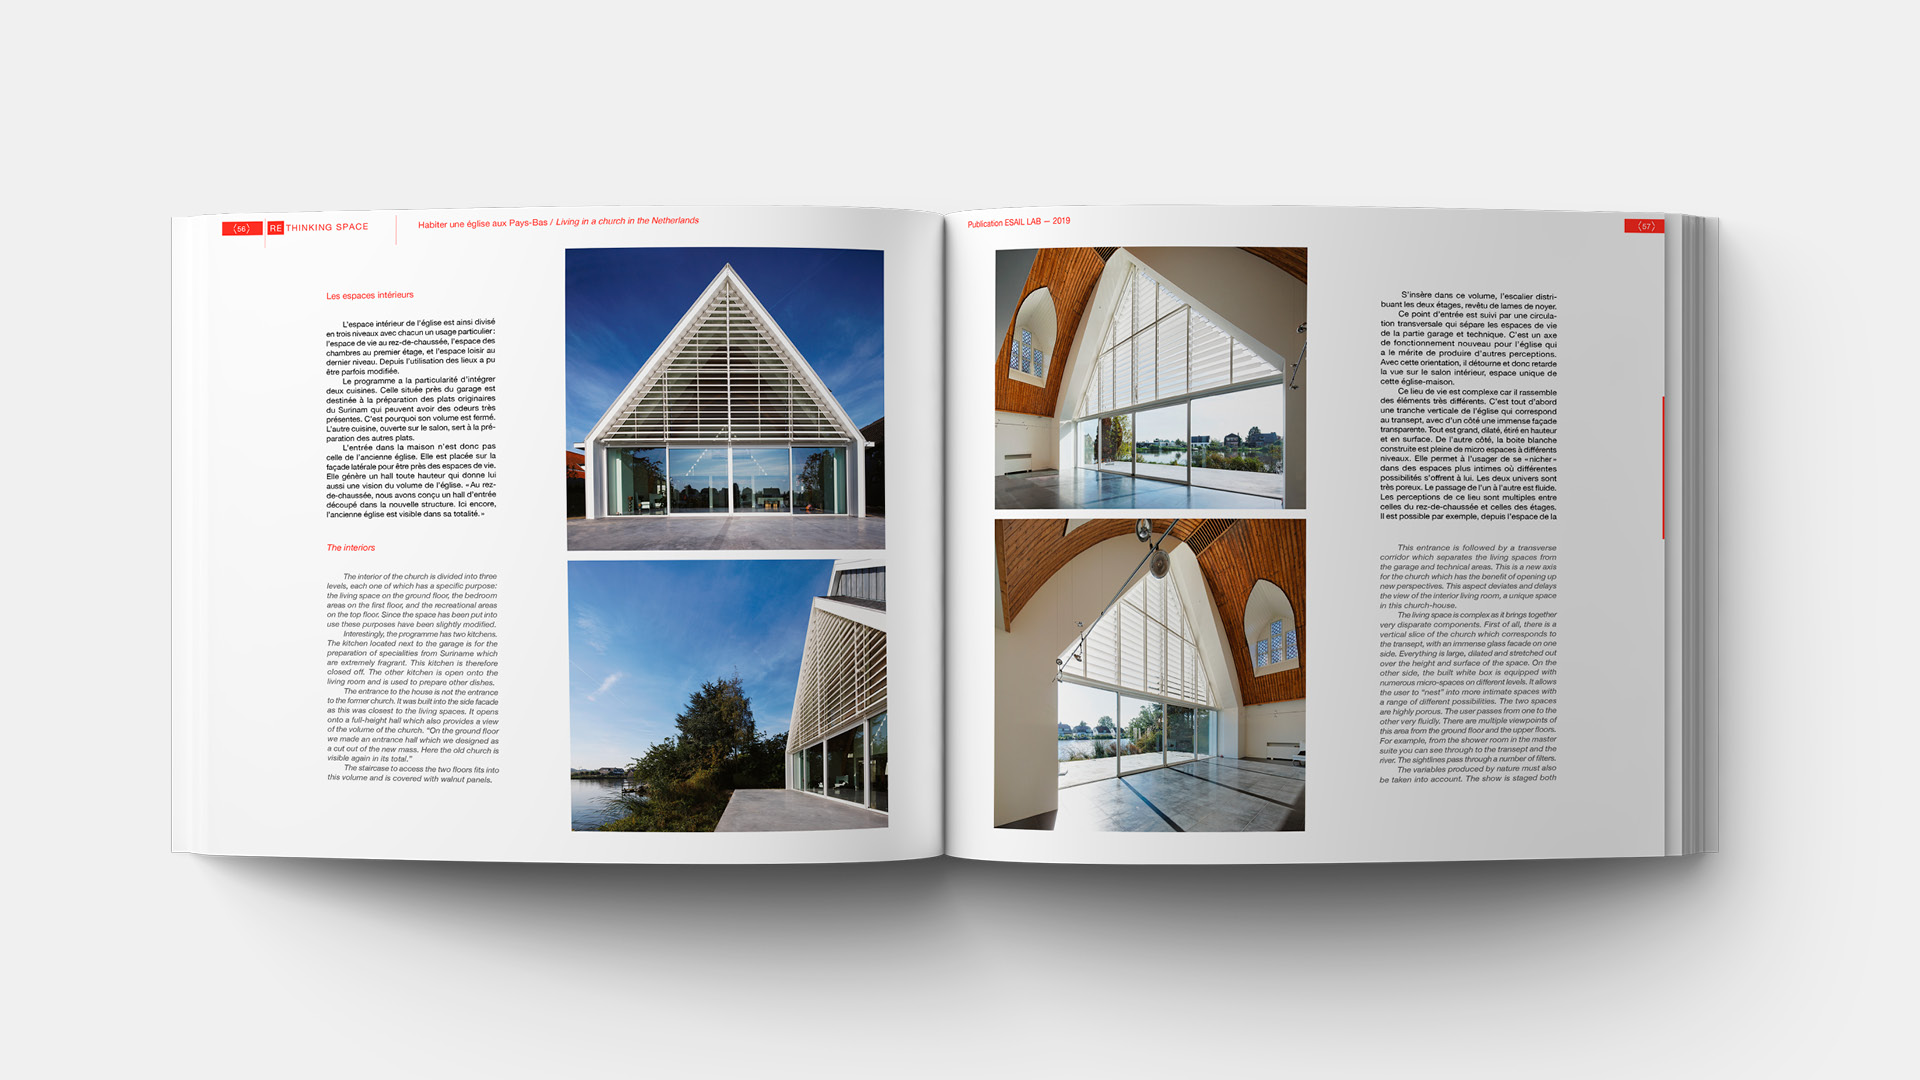 (56)
RE THINKING SPACE
Habiter une église aux Pays-Bas / Living in a church in the Netherlands
Les espaces intérieurs
L'espace intérieur de l'église est ainsi divisé
en trois niveaux avec chacun un usage particulier :
l'espace de vie au rez-de-chaussée, l'espace des
chambres au premier étage, et l'espace loisir au
dernier niveau. Depuis l'utilisation des lieux a pu
être parfois modifiée.
Le programme a la particularité d'intégrer
deux cuisines. Celle située près du garage est
destinée à la préparation des plats originaires
du Surinam qui peuvent avoir des odeurs très
présentes. C'est pourquoi son volume est fermé.
L'autre cuisine, ouverte sur le salon, sert à la pré-
paration des autres plats.
L'entrée dans la maison n'est donc pas
celle de l'ancienne église. Elle est placée sur la
façade latérale pour être près des espaces de vie.
Elle génère un hall toute hauteur qui donne lui
aussi une vision du volume de l'église. « Au rez-
de-chaussée, nous avons conçu un hall d'entrée
découpé dans la nouvelle structure. Ici encore,
l'ancienne église est visible dans sa totalité. »
The interiors
The interior of the church is divided into three
levels, each one of which has a specific purpose:
the living space on the ground floor, the bedroom
areas on the first floor, and the recreational areas
on the top floor. Since the space has been put into
use these purposes have been slightly modified.
Interestingly, the programme has two kitchens.
The kitchen located next to the garage is for the
preparation of specialities from Suriname which
are extremely fragrant. This kitchen is therefore
closed off. The other kitchen is open onto the
living room and is used to prepare other dishes.
The entrance to the house is not the entrance
to the former church. It was built into the side facade
as this was closest to the living spaces. It opens
onto a full-height hall which also provides a view
of the volume of the church. “On the ground floor
we made an entrance hall which we designed as
a cut out of the new mass. Here the old church is
visible again in its total.”
The staircase to access the two floors fits into
this volume and is covered with walnut panels.
Publication ESAIL LAB — 2019
(57)
S'insère dans ce volume, l'escalier distri-
buant les deux étages, revêtu de lames de noyer.
Ce point d'entrée est suivi par une circula-
tion transversale qui sépare les espaces de vie
de la partie garage et technique. C'est un axe
de fonctionnement nouveau pour l'église qui
a le mérite de produire d'autres perceptions.
Avec cette orientation, il détourne et donc retarde
la vue sur le salon intérieur, espace unique de
cette église-maison.
Ce lieu de vie est complexe car il rassemble
des éléments très différents. C'est tout d'abord
une tranche verticale de l'église qui correspond
au transept, avec d'un côté une immense façade
transparente. Tout est grand, dilaté, étiré en hauteur
et en surface. De l'autre côté, la boite blanche
construite est pleine de micro espaces à différents
niveaux. Elle permet à l'usager de se « nicher »
dans des espaces plus intimes où différentes
possibilités s'offrent à lui. Les deux univers sont
très poreux. Le passage de l'un à l'autre est fluide.
Les perceptions de ce lieu sont multiples entre
celles du rez-de-chaussée et celles des étages.
Il est possible par exemple, depuis l'espace de la
This entrance is followed by a transverse
corridor which separates the living spaces from
the garage and technical areas. This is a new axis
for the church which has the benefit of opening up
new perspectives. This aspect deviates and delays
the view of the interior living room, a unique space
in this church-house.
The living space is complex as it brings together
very disparate components. First of all, there is a
vertical slice of the church which corresponds to
the transept, with an immense glass facade on one
side. Everything is large, dilated and stretched out
over the height and surface of the space. On the
other side, the built white box is equipped with
numerous micro-spaces on different levels. It allows
the user to “nest” into more intimate spaces with
a range of different possibilities. The two spaces
are highly porous. The user passes from one to the
other very fluidly. There are multiple viewpoints of
this area from the ground floor and the upper floors.
For example, from the shower room in the master
suite you can see through to the transept and the
river. The sightlines pass through a number of filters.
The variables produced by nature must also
be taken into account. The show is staged both